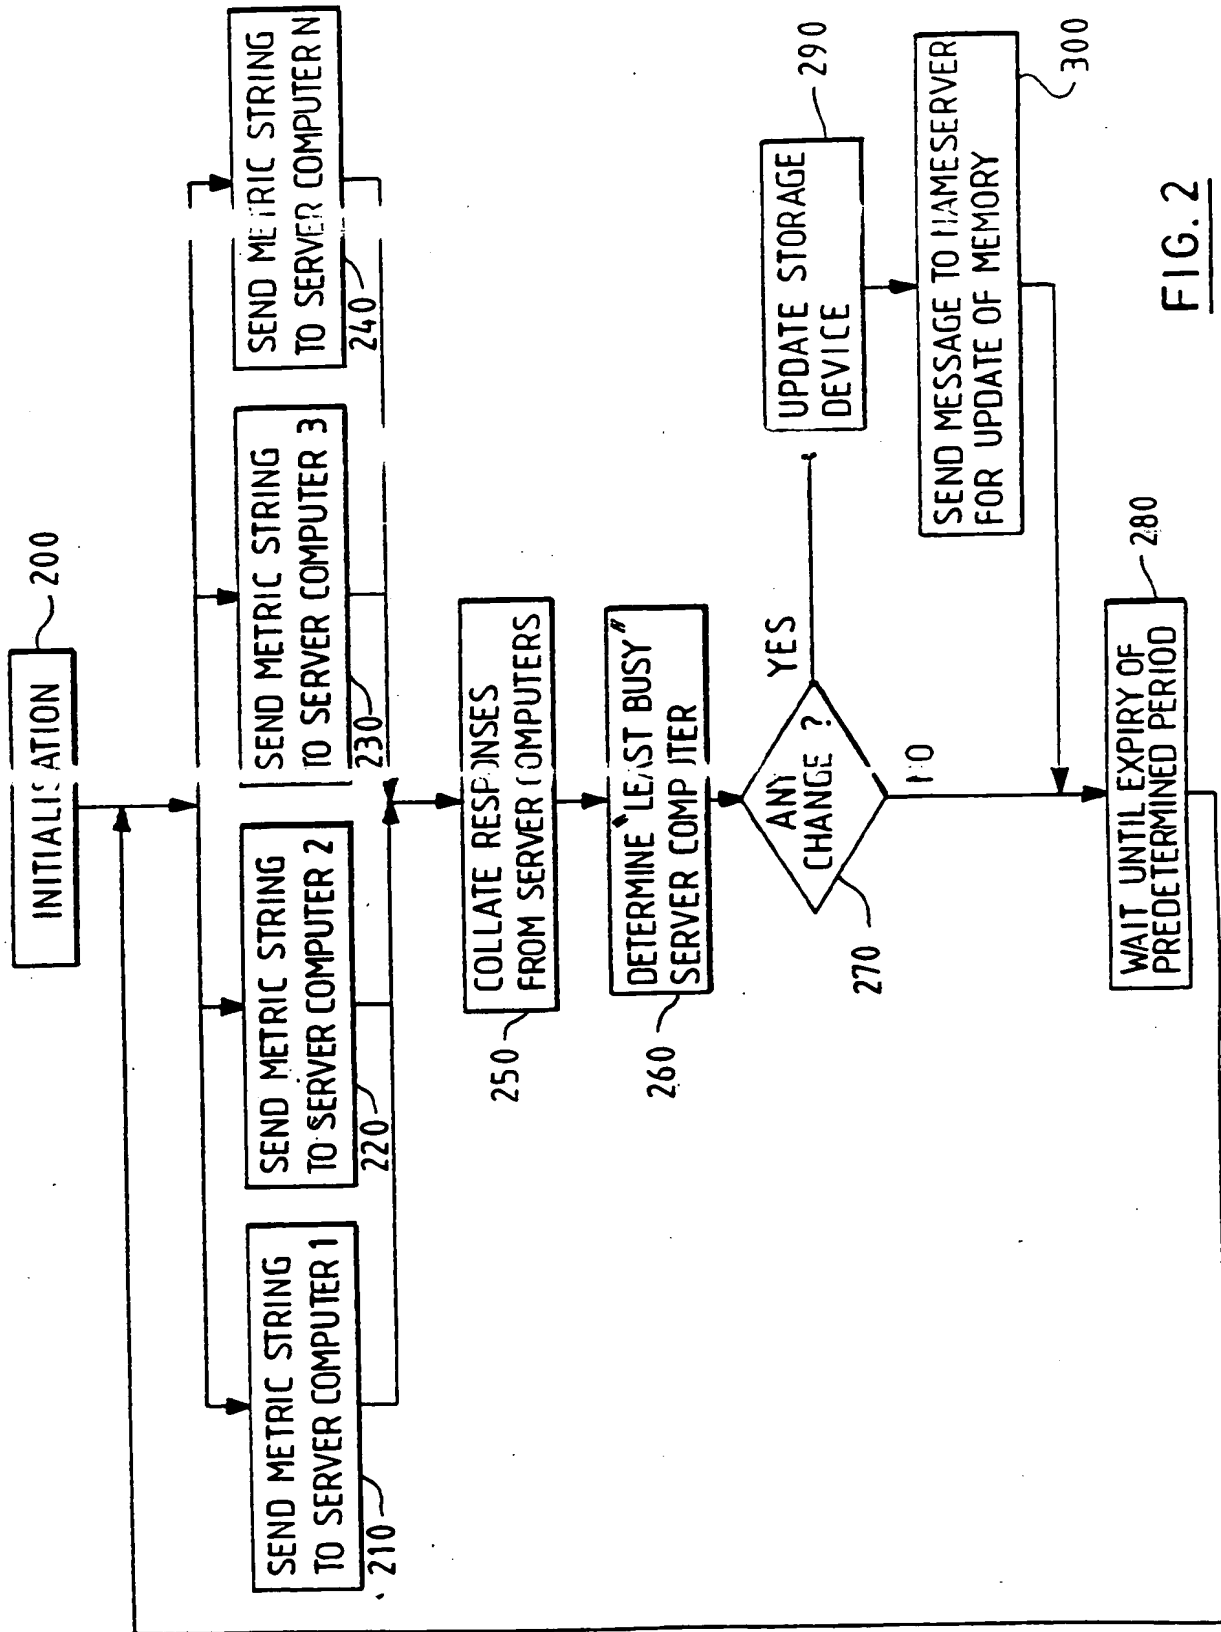 INITIALISATION
200
SEND METRIC STRING
TO SERVER COMPUTER 1
210
SEND METRIC STRING
TO SERVER COMPUTER 2
220
SEND METRIC STRING
TO SERVER COMPUTER 3
230
SEND METRIC STRING
TO SERVER COMPUTER N
240
COLLATE RESPONSES
FROM SERVER COMPUTERS
250
DETERMINE "LEAST BUSY"
SERVER COMPUTER
260
ANY
CHANGE ?
270
YES
NO
UPDATE STORAGE
DEVICE
290
SEND MESSAGE TO NAMESERVER
FOR UPDATE OF MEMORY
300
WAIT UNTIL EXPIRY OF
PREDETERMINED PERIOD
280
FIG. 2